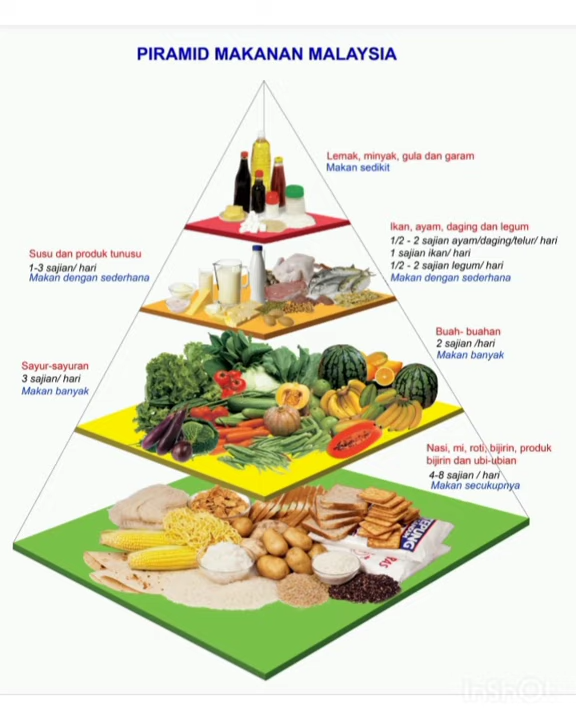 PIRAMID MAKANAN MALAYSIA
Lemak, minyak, gula dan garam
Makan sedikit
Ikan, ayam, daging dan legum
1/2 - 2 sajian ayam/daging/telur/ hari
1 sajian ikan/ hari
1/2 - 2 sajian legum/ hari
Makan dengan sederhana
Susu dan produk tunusu
1-3 sajian/ hari
Makan dengan sederhana
Buah- buahan
2 sajian /hari
Makan banyak
Sayur-sayuran
3 sajian/ hari
Makan banyak
Nasi, mi, roti, bijirin, produk
bijirin dan ubi-ubian
4-8 sajian / hari
Makan secukupnya
TEPUNG
InShOt